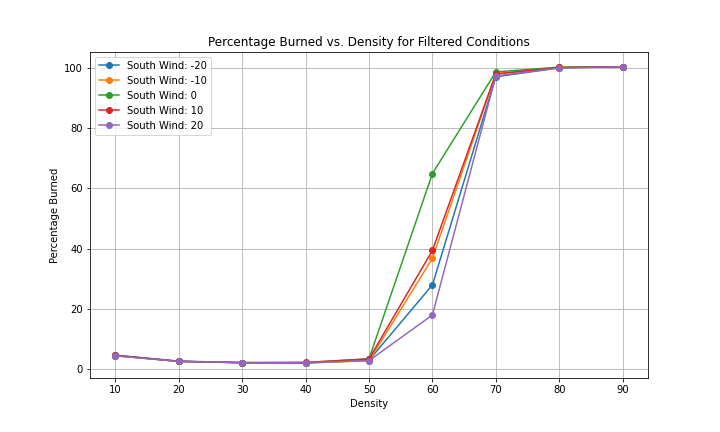 Percentage Burned vs. Density for Filtered Conditions
South Wind: -20
South Wind: -10
South Wind: 0
South Wind: 10
South Wind: 20
100
80
60
40
20
0
Percentage Burned
10 20 30 40 50 60 70 80 90
Density